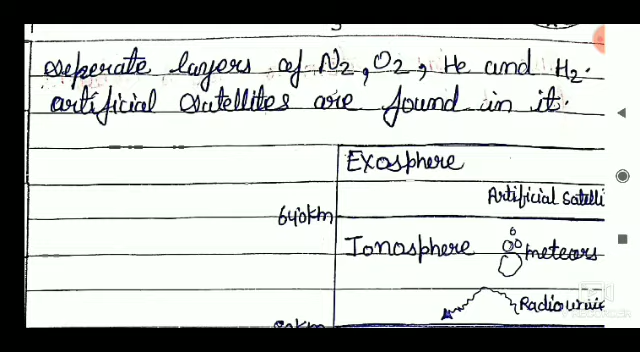 seperate layers of N2, O2, He and H2.
artificial satellites are found in it.
Exosphere
Artificial Satelli
640km
Ionosphere
meteors
Radio
RECORDER